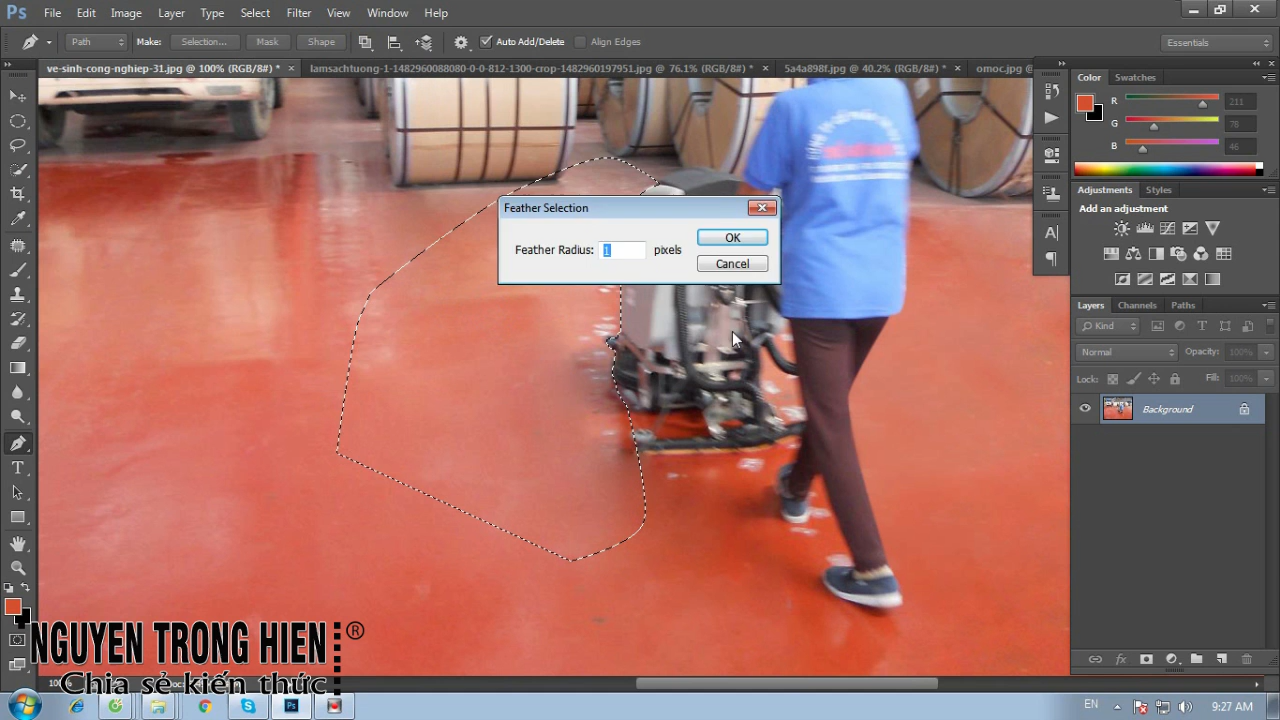 Ps File Edit Image Layer Type Select Filter View Window Help
Path Make: Selection... Mask Shape Auto Add/Delete Align Edges Essentials
ve-sinh-cong-nghiep-31.jpg @ 100% (RGB/8#) * × lamsachtuong-1-1482960088080-0-0-812-1300-crop-1482960197951.jpg @ 76.1% (RGB/8#) * × 5a4a898f.jpg @ 40.2% (RGB/8#) * × omoc.jpg @
Color Swatches
R 211
G 78
B 46
Adjustments Styles
Add an adjustment
Feather Selection
Feather Radius: 1 pixels
OK
Cancel
Layers Channels Paths
Kind
Normal Opacity: 100%
Lock: Fill: 100%
Background
NGUYEN TRONG HIEN ®
Chia sẻ kiến thức
EN 9:27 AM